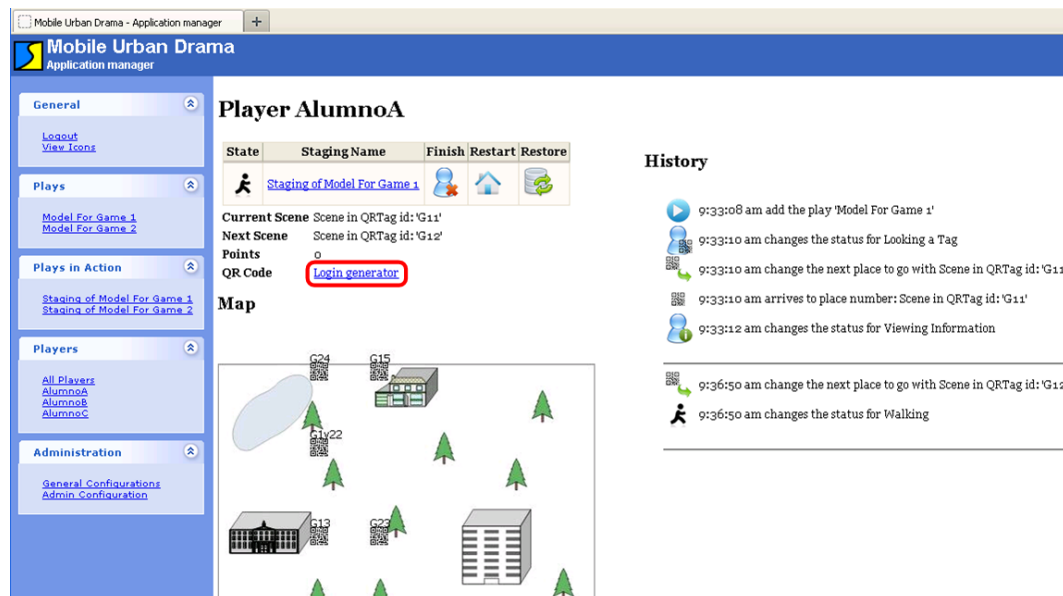 Mobile Urban Drama - Application manager
+
Mobile Urban Drama
Application manager
General
Logout
View Icons
Plays
Model For Game 1
Model For Game 2
Plays in Action
Staging of Model For Game 1
Staging of Model For Game 2
Players
All Players
AlumnoA
AlumnoB
AlumnoC
Administration
General Configurations
Admin Configuration
Player AlumnoA
State Staging Name Finish Restart Restore
Staging of Model For Game 1
Current Scene Scene in QRTag id: 'G11'
Next Scene Scene in QRTag id: 'G12'
Points 0
QR Code Login generator
Map
G24 G15
G1y22
G13 G23
History
9:33:08 am add the play 'Model For Game 1'
9:33:10 am changes the status for Looking a Tag
9:33:10 am change the next place to go with Scene in QRTag id: 'G11
9:33:10 am arrives to place number: Scene in QRTag id: 'G11'
9:33:12 am changes the status for Viewing Information
9:36:50 am change the next place to go with Scene in QRTag id: 'G12
9:36:50 am changes the status for Walking